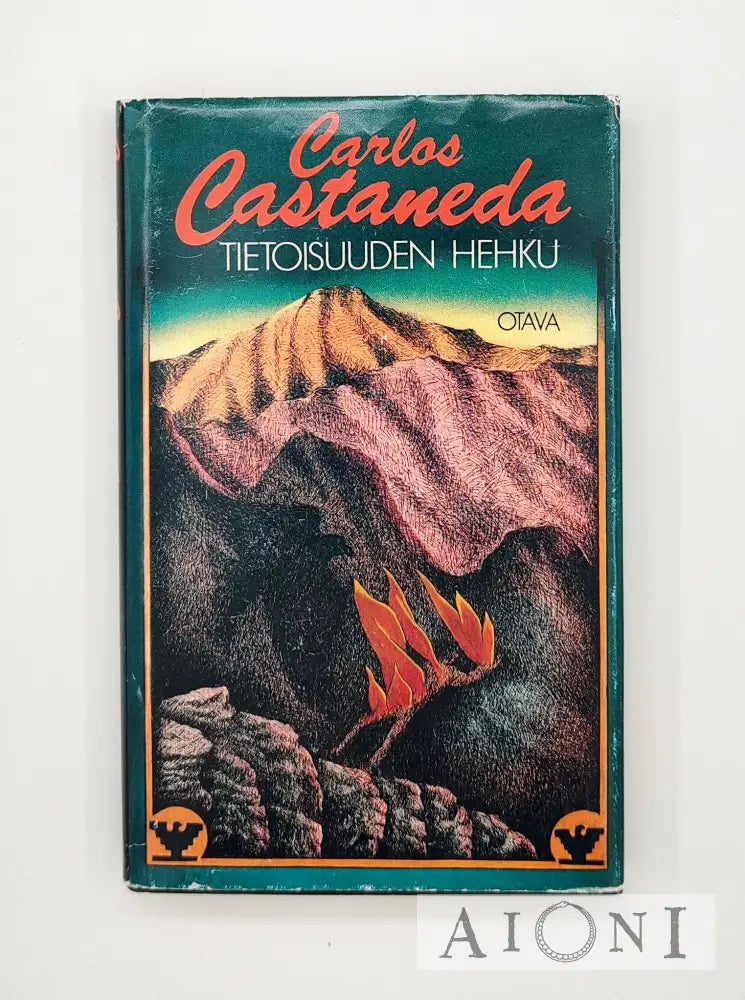 Carlos
Castaneda
TIETOISUUDEN HEHKU
OTAVA
AIONI